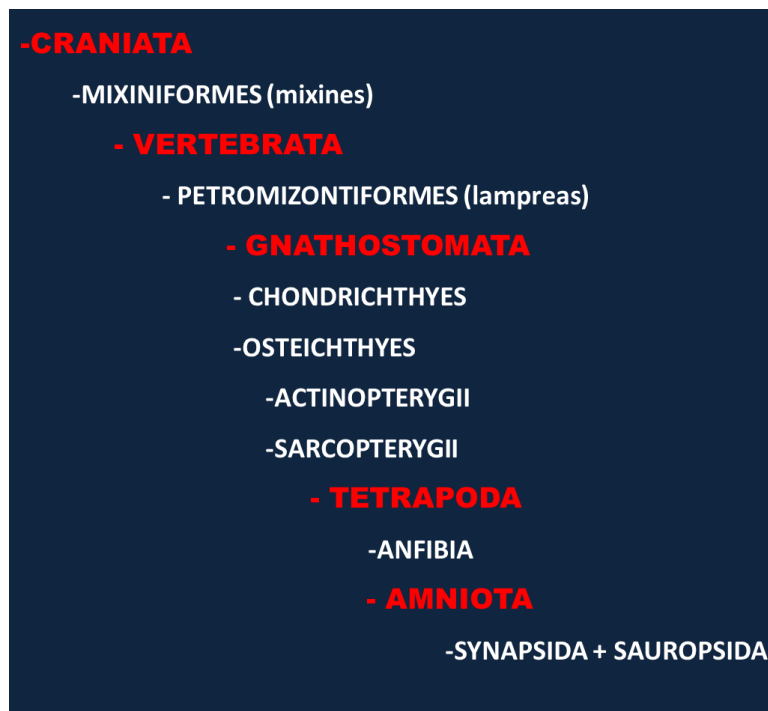 -CRANIATA
-MIXINIFORMES (mixines)
- VERTEBRATA
- PETROMIZONTIFORMES (lampreas)
- GNATHOSTOMATA
- CHONDRICHTHYES
-OSTEICHTHYES
-ACTINOPTERYGII
-SARCOPTERYGII
- TETRAPODA
-ANFIBIA
- AMNIOTA
-SYNAPSIDA + SAUROPSIDA